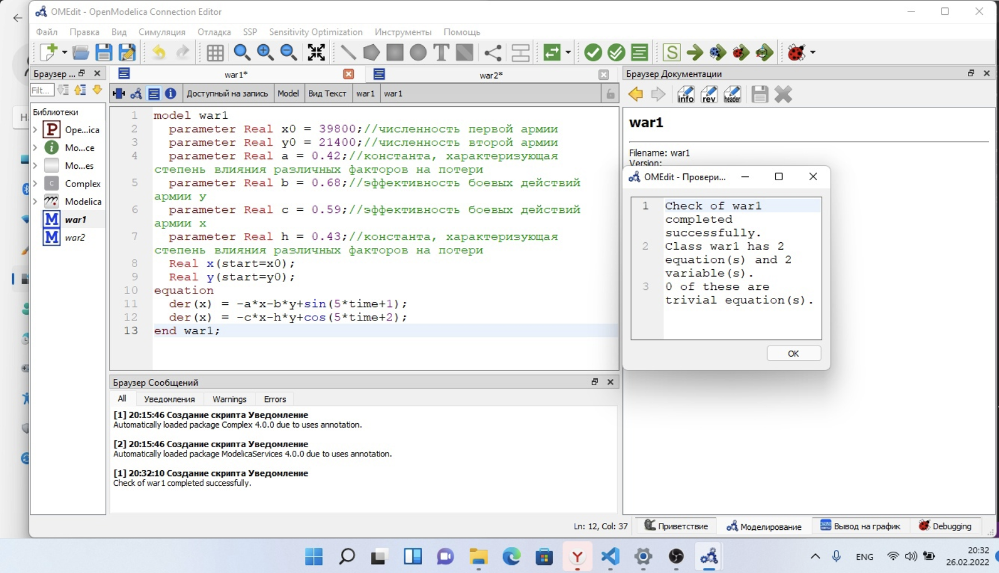 OMEdit - OpenModelica Connection Editor
Файл Правка Вид Симуляция Отладка SSP Sensitivity Optimization Инструменты Помощь
T S
Браузер ...
war1*
war2*
Браузер Документации
Filt...
Доступный на запись Model Вид Текст war1 war1
info rev header
Библиотеки
P Ope...ica
i Mo...ce
Mo...es
C Complex
Modelica
M war1
M war2
1 model war1
2 parameter Real x0 = 39800;//численность первой армии
3 parameter Real y0 = 21400;//численность второй армии
4 parameter Real a = 0.42;//константа, характеризующая
степень влияния различных факторов на потери
5 parameter Real b = 0.68;//эффективность боевых действий
армии y
6 parameter Real c = 0.59;//эффективность боевых действий
армии x
7 parameter Real h = 0.43;//константа, характеризующая
степень влияния различных факторов на потери
8 Real x(start=x0);
9 Real y(start=y0);
10 equation
11 der(x) = -a*x-b*y+sin(5*time+1);
12 der(x) = -c*x-h*y+cos(5*time+2);
13 end war1;
war1
Filename: war1
Version:
OMEdit - Провери...
1 Check of war1
completed
successfully.
2 Class war1 has 2
equation(s) and 2
variable(s).
3 0 of these are
trivial equation(s).
OK
Браузер Сообщений
All Уведомления Warnings Errors
[1] 20:15:46 Создание скрипта Уведомление
Automatically loaded package Complex 4.0.0 due to uses annotation.
[2] 20:15:46 Создание скрипта Уведомление
Automatically loaded package ModelicaServices 4.0.0 due to uses annotation.
[1] 20:32:10 Создание скрипта Уведомление
Check of war1 completed successfully.
Ln: 12, Col: 37 Приветствие Моделирование Вывод на график Debugging
ENG
20:32
26.02.2022